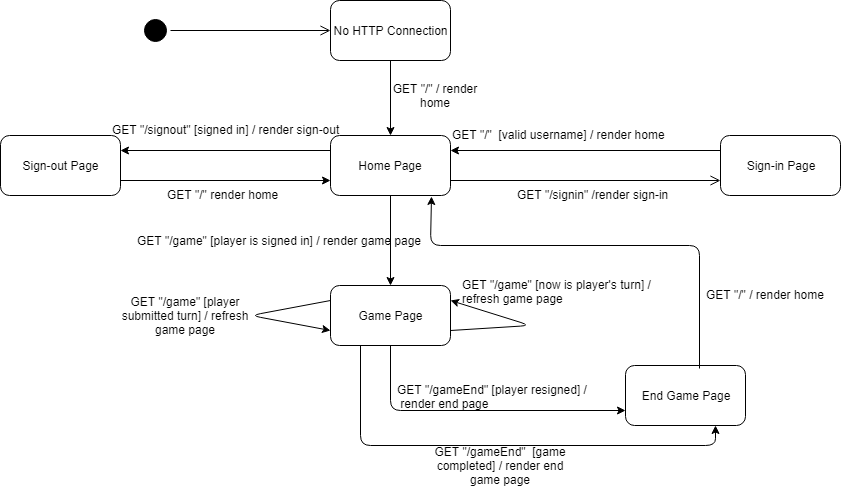 No HTTP Connection
GET "/" / render
home
GET "/signout" [signed in] / render sign-out
GET "/"  [valid username] / render home
Sign-out Page
Home Page
Sign-in Page
GET "/" render home
GET "/signin" /render sign-in
GET "/game" [player is signed in] / render game page
GET "/game" [now is player's turn] /
refresh game page
GET "/" / render home
GET "/game" [player
submitted turn] / refresh
game page
Game Page
GET "/gameEnd" [player resigned] /
render end page
End Game Page
GET "/gameEnd"  [game
completed] / render end
game page